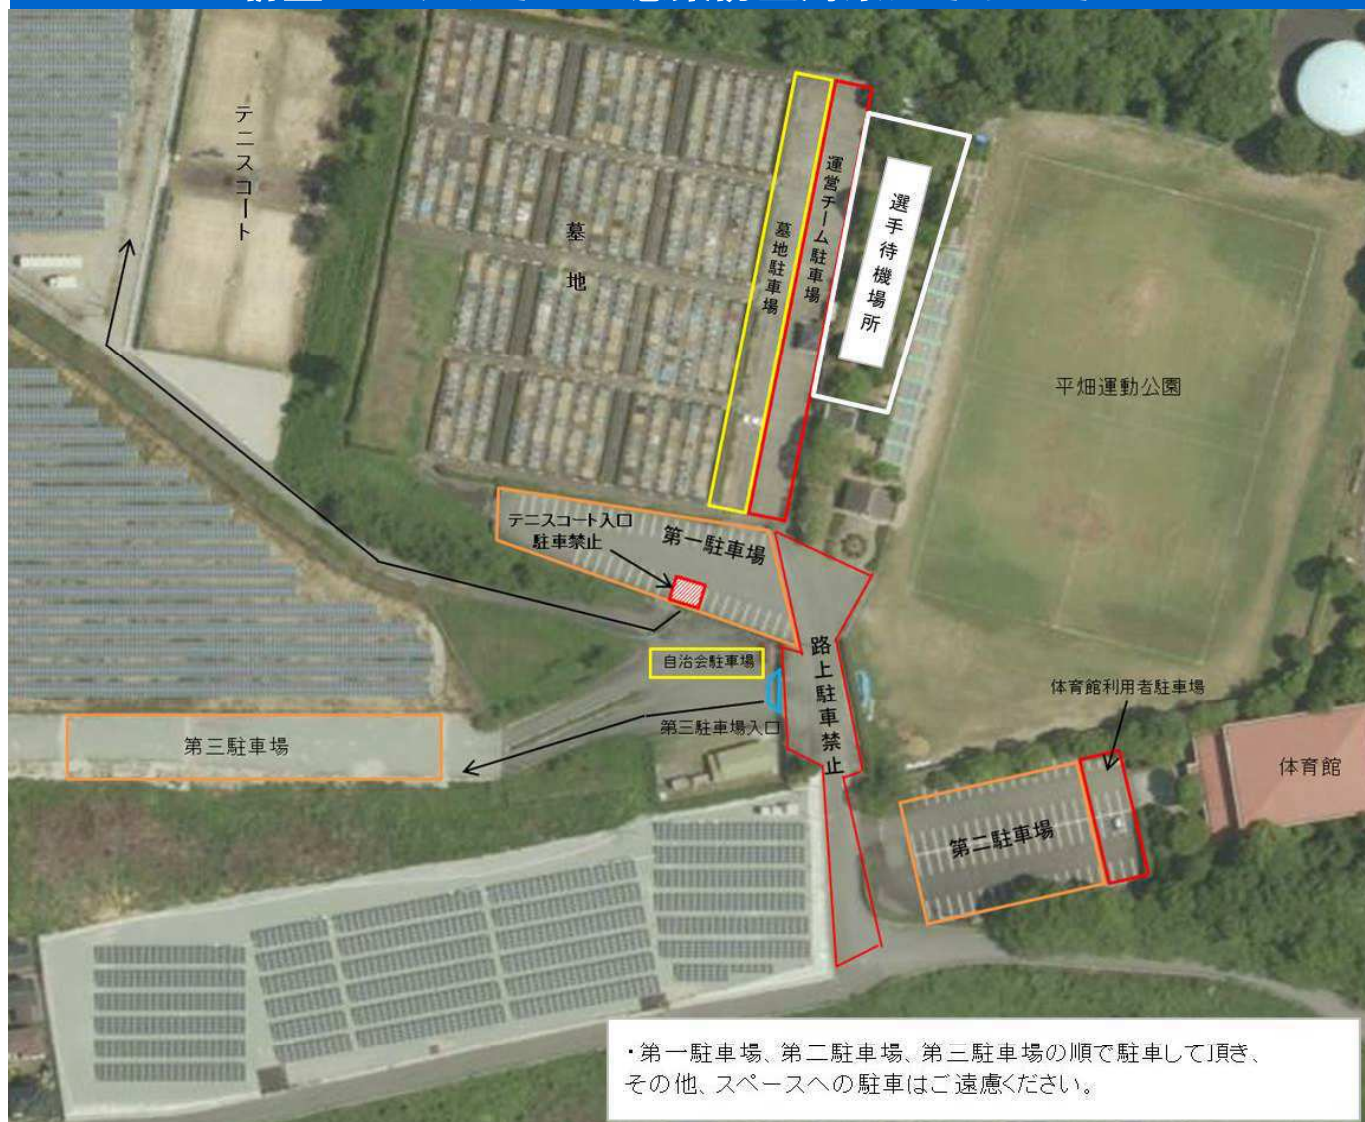 テニスコート
墓地
墓地駐車場
運営チーム駐車場
選手待機場所
平畑運動公園
テニスコート入口
駐車禁止
第一駐車場
自治会駐車場
路上駐車禁止
第三駐車場入口
第三駐車場
体育館利用者駐車場
体育館
第二駐車場
・第一駐車場、第二駐車場、第三駐車場の順で駐車して頂き、
その他、スペースへの駐車はご遠慮ください。